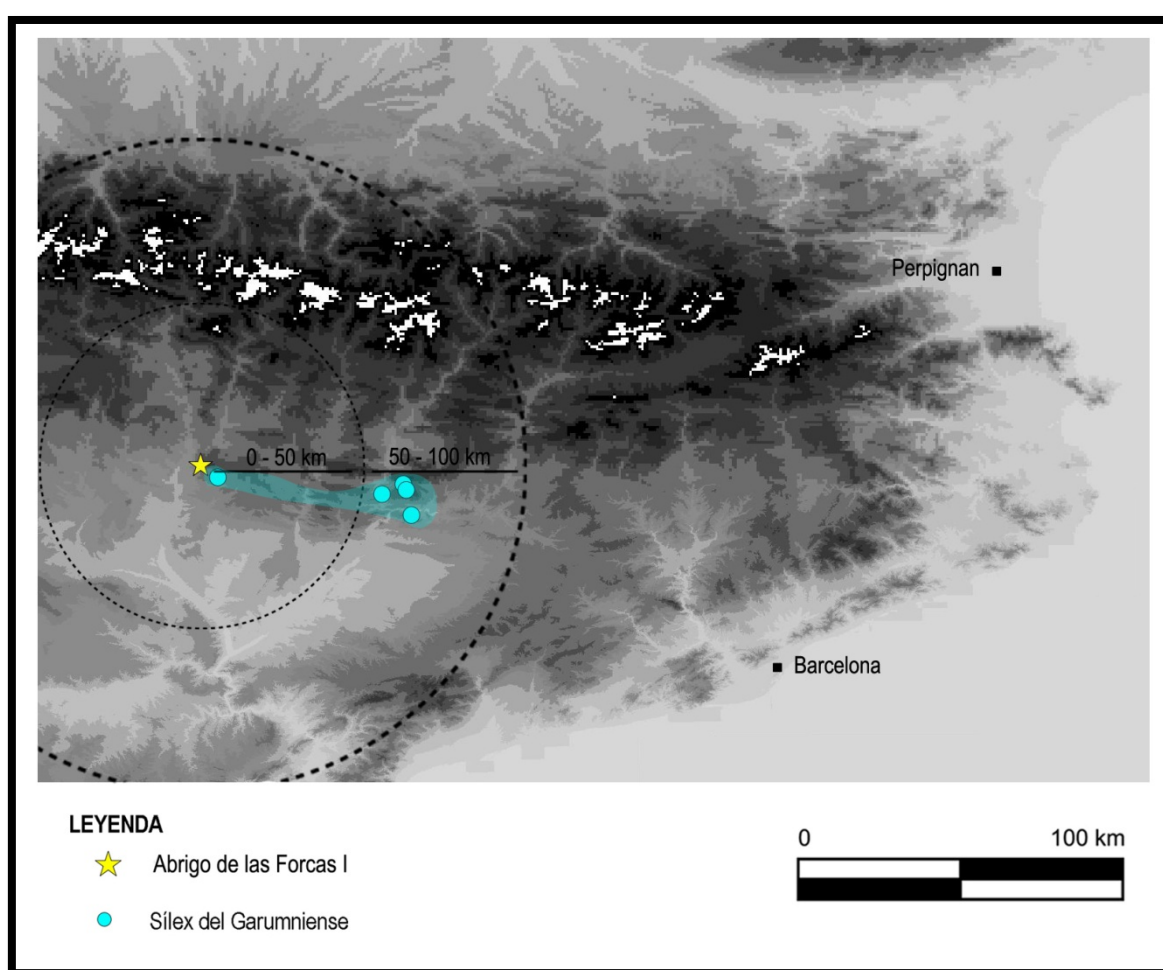 Perpignan
0 - 50 km
50 - 100 km
Barcelona
LEYENDA
Abrigo de las Forcas I
Sílex del Garumniense
0 100 km